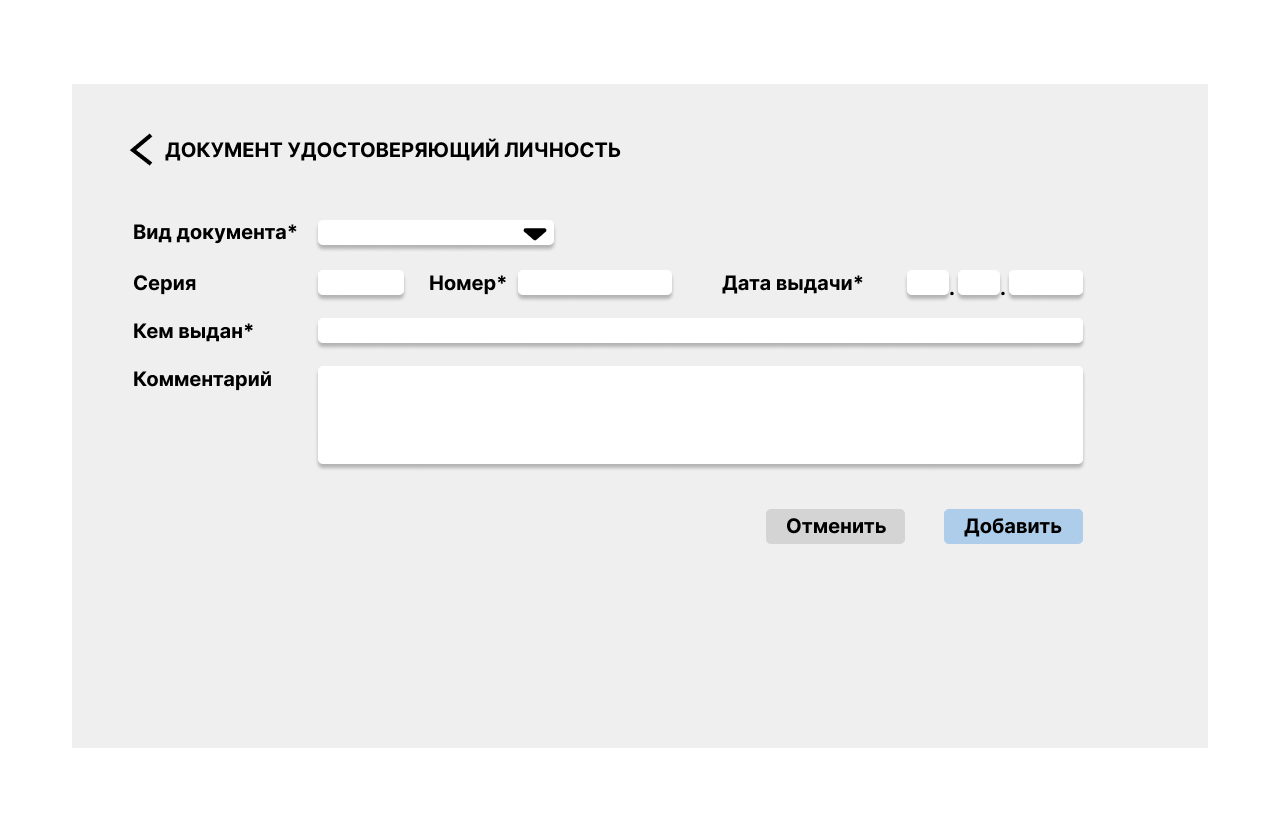 ДОКУМЕНТ УДОСТОВЕРЯЮЩИЙ ЛИЧНОСТЬ
Вид документа*
Серия Номер* Дата выдачи* . .
Кем выдан*
Комментарий
Отменить Добавить